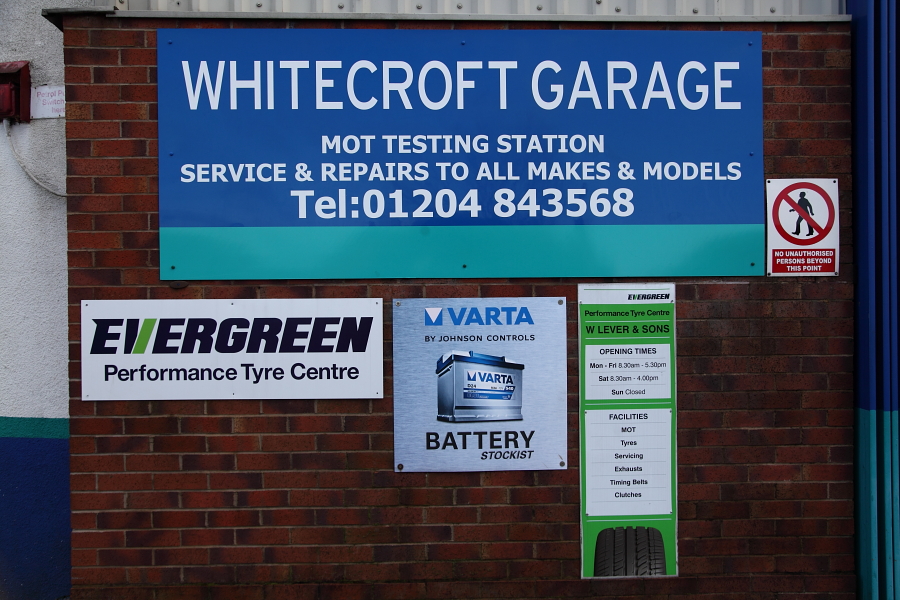 WHITECROFT GARAGE
MOT TESTING STATION
SERVICE & REPAIRS TO ALL MAKES & MODELS
Tel:01204 843568
NO UNAUTHORISED
PERSONS BEYOND
THIS POINT
EVERGREEN
Performance Tyre Centre
VARTA
BY JOHNSON CONTROLS
VARTA
D24
BATTERY
STOCKIST
EVERGREEN
Performance Tyre Centre
W LEVER & SONS
OPENING TIMES
Mon - Fri 8.30am - 5.30pm
Sat 8.30am - 4.00pm
Sun Closed
FACILITIES
MOT
Tyres
Servicing
Exhausts
Timing Belts
Clutches